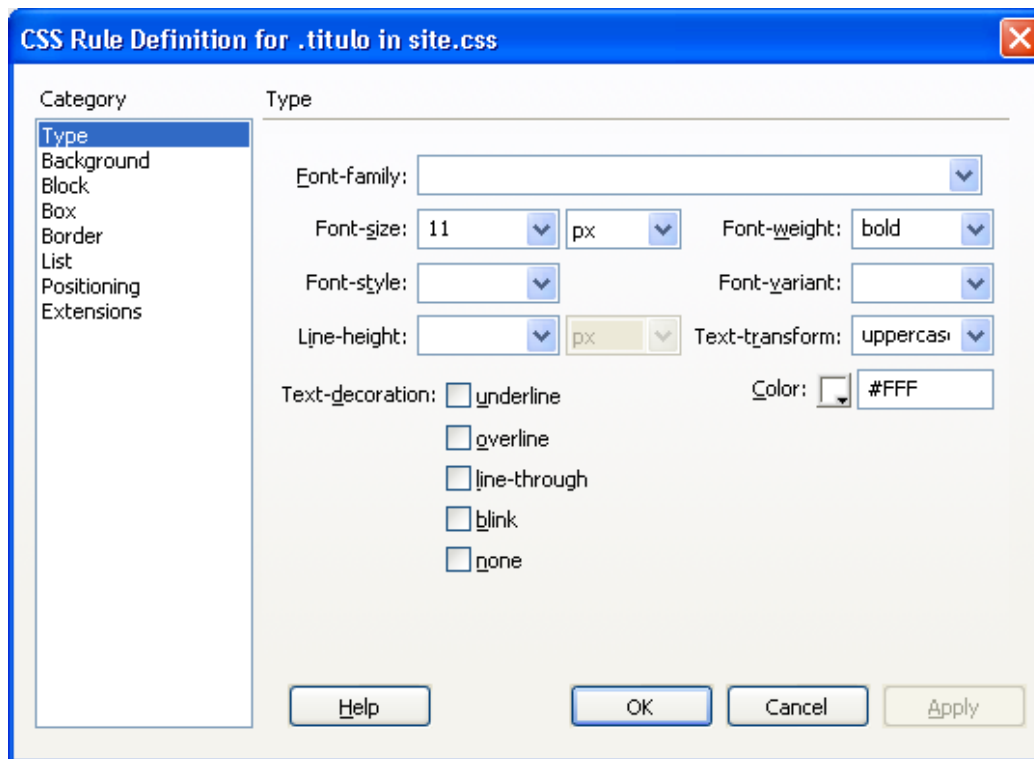 CSS Rule Definition for .titulo in site.css
Category
Type
Background
Block
Box
Border
List
Positioning
Extensions
Type
Font-family:
Font-size: 11 px Font-weight: bold
Font-style: Font-variant:
Line-height: px Text-transform: uppercase
Text-decoration: underline Color: #FFF
overline
line-through
blink
none
Help OK Cancel Apply